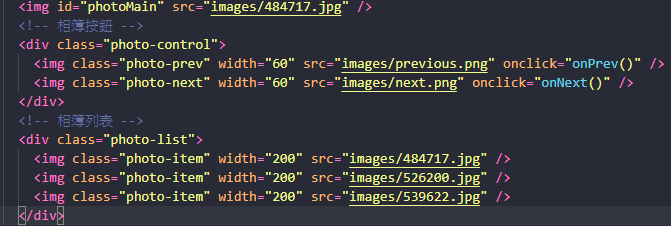 <img id="photoMain" src="images/484717.jpg" />
<!-- 相簿按鈕 -->
<div class="photo-control">
  <img class="photo-prev" width="60" src="images/previous.png" onclick="onPrev()" />
  <img class="photo-next" width="60" src="images/next.png" onclick="onNext()" />
</div>
<!-- 相簿列表 -->
<div class="photo-list">
  <img class="photo-item" width="200" src="images/484717.jpg" />
  <img class="photo-item" width="200" src="images/526200.jpg" />
  <img class="photo-item" width="200" src="images/539622.jpg" />
</div>